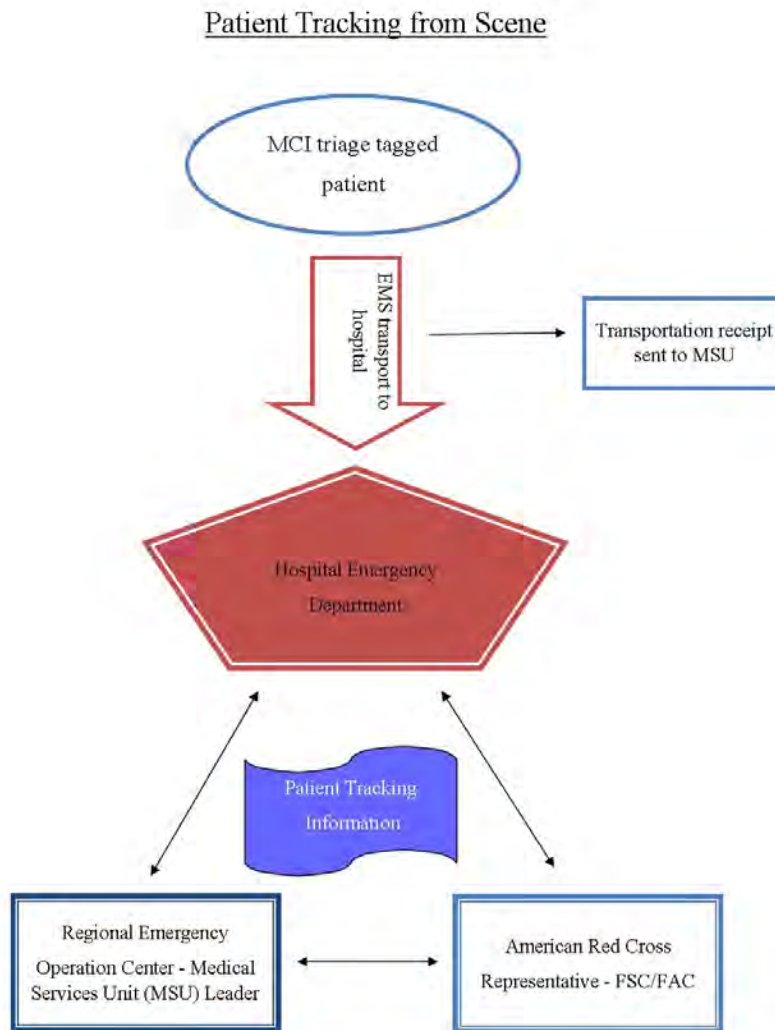 Patient Tracking from Scene
MCI triage tagged
patient
EMS transport to
hospital
Transportation receipt
sent to MSU
Hospital Emergency
Department
Patient Tracking
Information
Regional Emergency
Operation Center - Medical
Services Unit (MSU) Leader
American Red Cross
Representative - FSC/FAC